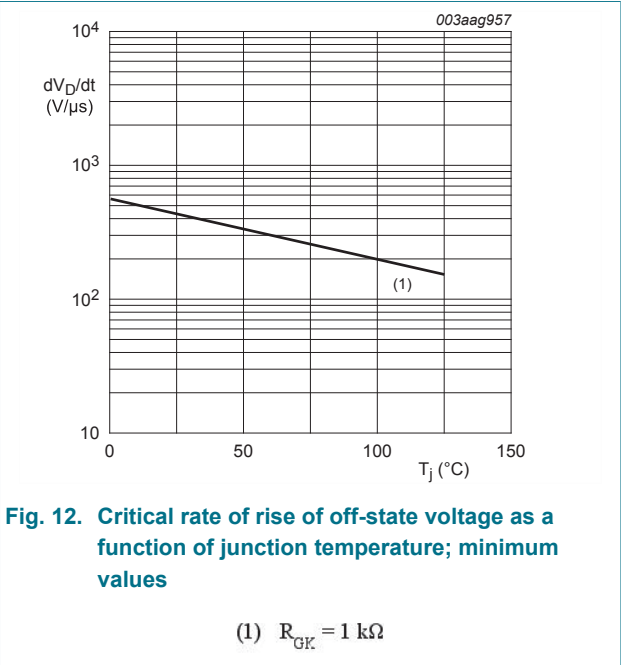 003aag957
10⁴
dV_D/dt
(V/μs)
10³
10²
10
(1)
0 50 100 150
T_j (°C)
Fig. 12. Critical rate of rise of off-state voltage as a
function of junction temperature; minimum
values
(1) R_GK = 1 kΩ